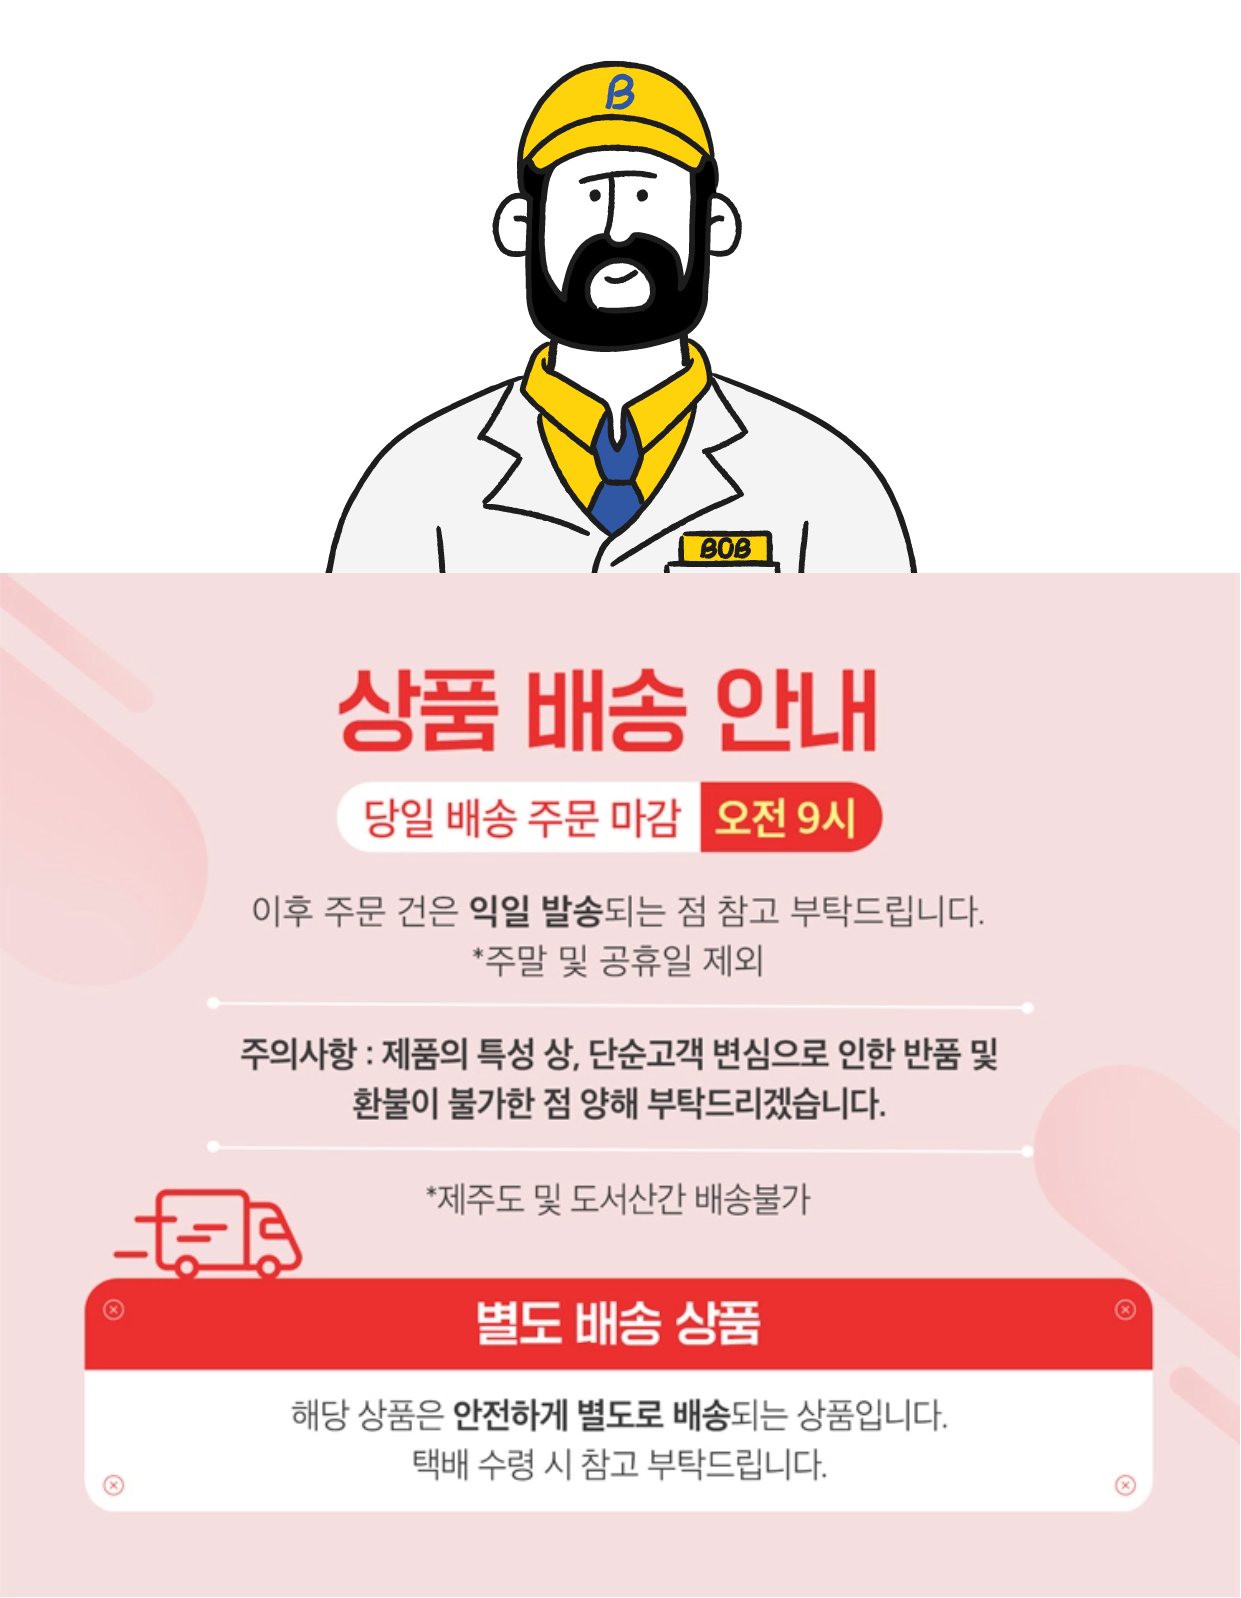 B
BOB
상품 배송 안내
당일 배송 주문 마감 오전 9시
이후 주문 건은 익일 발송되는 점 참고 부탁드립니다.
*주말 및 공휴일 제외
주의사항 : 제품의 특성 상, 단순고객 변심으로 인한 반품 및
환불이 불가한 점 양해 부탁드리겠습니다.
*제주도 및 도서산간 배송불가
별도 배송 상품
해당 상품은 안전하게 별도로 배송되는 상품입니다.
택배 수령 시 참고 부탁드립니다.